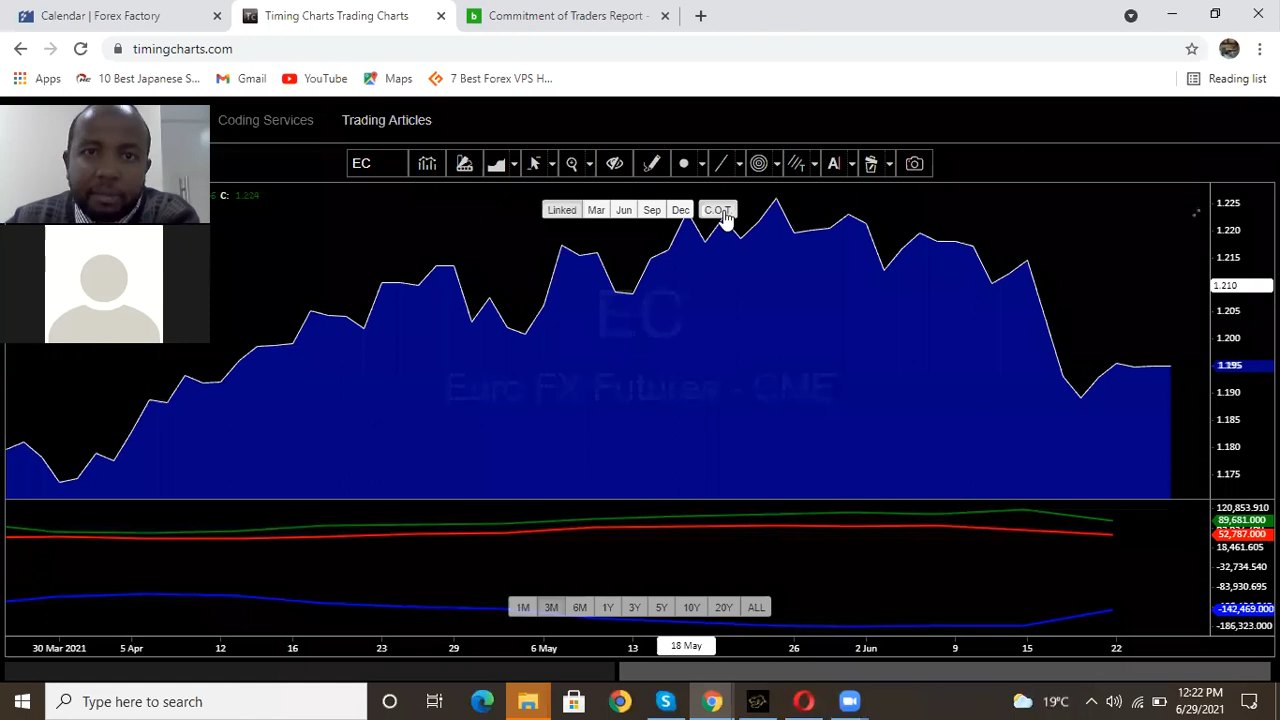 Calendar | Forex Factory
Timing Charts Trading Charts
Commitment of Traders Report -
timingcharts.com
Apps
10 Best Japanese S...
Gmail
YouTube
Maps
7 Best Forex VPS H...
Reading list
Coding Services
Trading Articles
EC
6 C: 1.224
Linked
Mar
Jun
Sep
Dec
C.O.T.
EC
Euro FX Futures - CME
1.225
1.220
1.215
1.210
1.205
1.200
1.195
1.190
1.185
1.180
1.175
120,853.910
89,681.000
52,787.000
18,461.605
-32,734.540
-83,930.695
-142,469.000
-186,323.000
1M
3M
6M
1Y
3Y
5Y
10Y
20Y
ALL
30 Mar 2021
5 Apr
12
16
23
29
6 May
13
18 May
26
2 Jun
9
15
22
Type here to search
19°C
12:22 PM
6/29/2021